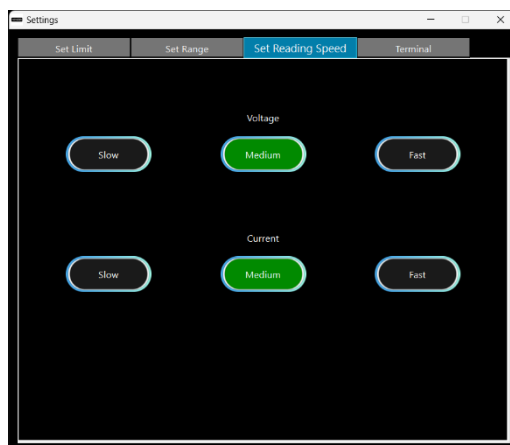 Settings
Set Limit Set Range Set Reading Speed Terminal
Voltage
Slow Medium Fast
Current
Slow Medium Fast